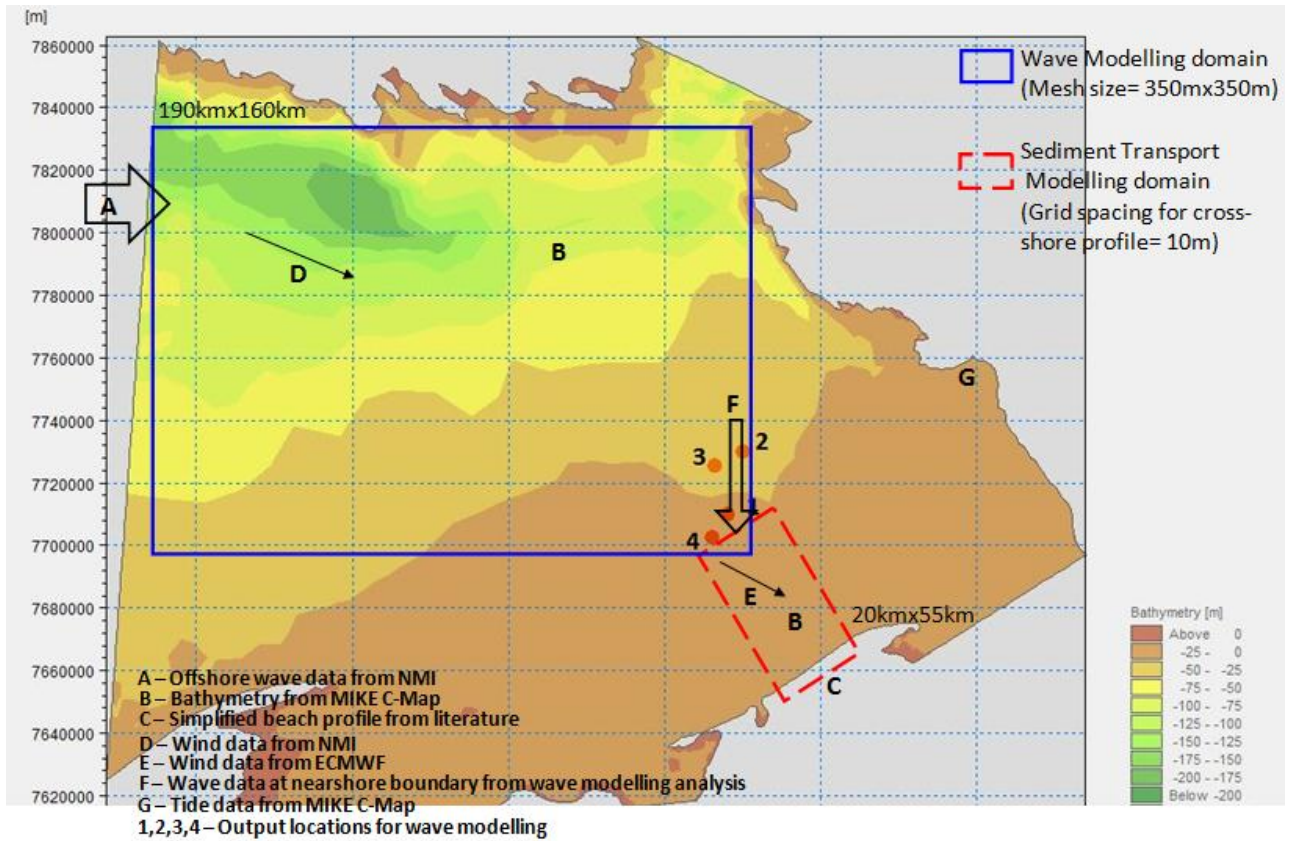 [m]
7860000
7840000
7820000
7800000
7780000
7760000
7740000
7720000
7700000
7680000
7660000
7640000
7620000
190kmx160km
A
D
B
F
2
3
1
4
E
B
20kmx55km
C
G
Wave Modelling domain
(Mesh size= 350mx350m)
Sediment Transport
Modelling domain
(Grid spacing for cross-
shore profile= 10m)
A – Offshore wave data from NMI
B – Bathymetry from MIKE C-Map
C – Simplified beach profile from literature
D – Wind data from NMI
E – Wind data from ECMWF
F – Wave data at nearshore boundary from wave modelling analysis
G – Tide data from MIKE C-Map
1,2,3,4 – Output locations for wave modelling
Bathymetry [m]
Above 0
-25 - 0
-50 - -25
-75 - -50
-100 - -75
-125 - -100
-150 - -125
-175 - -150
-200 - -175
Below -200